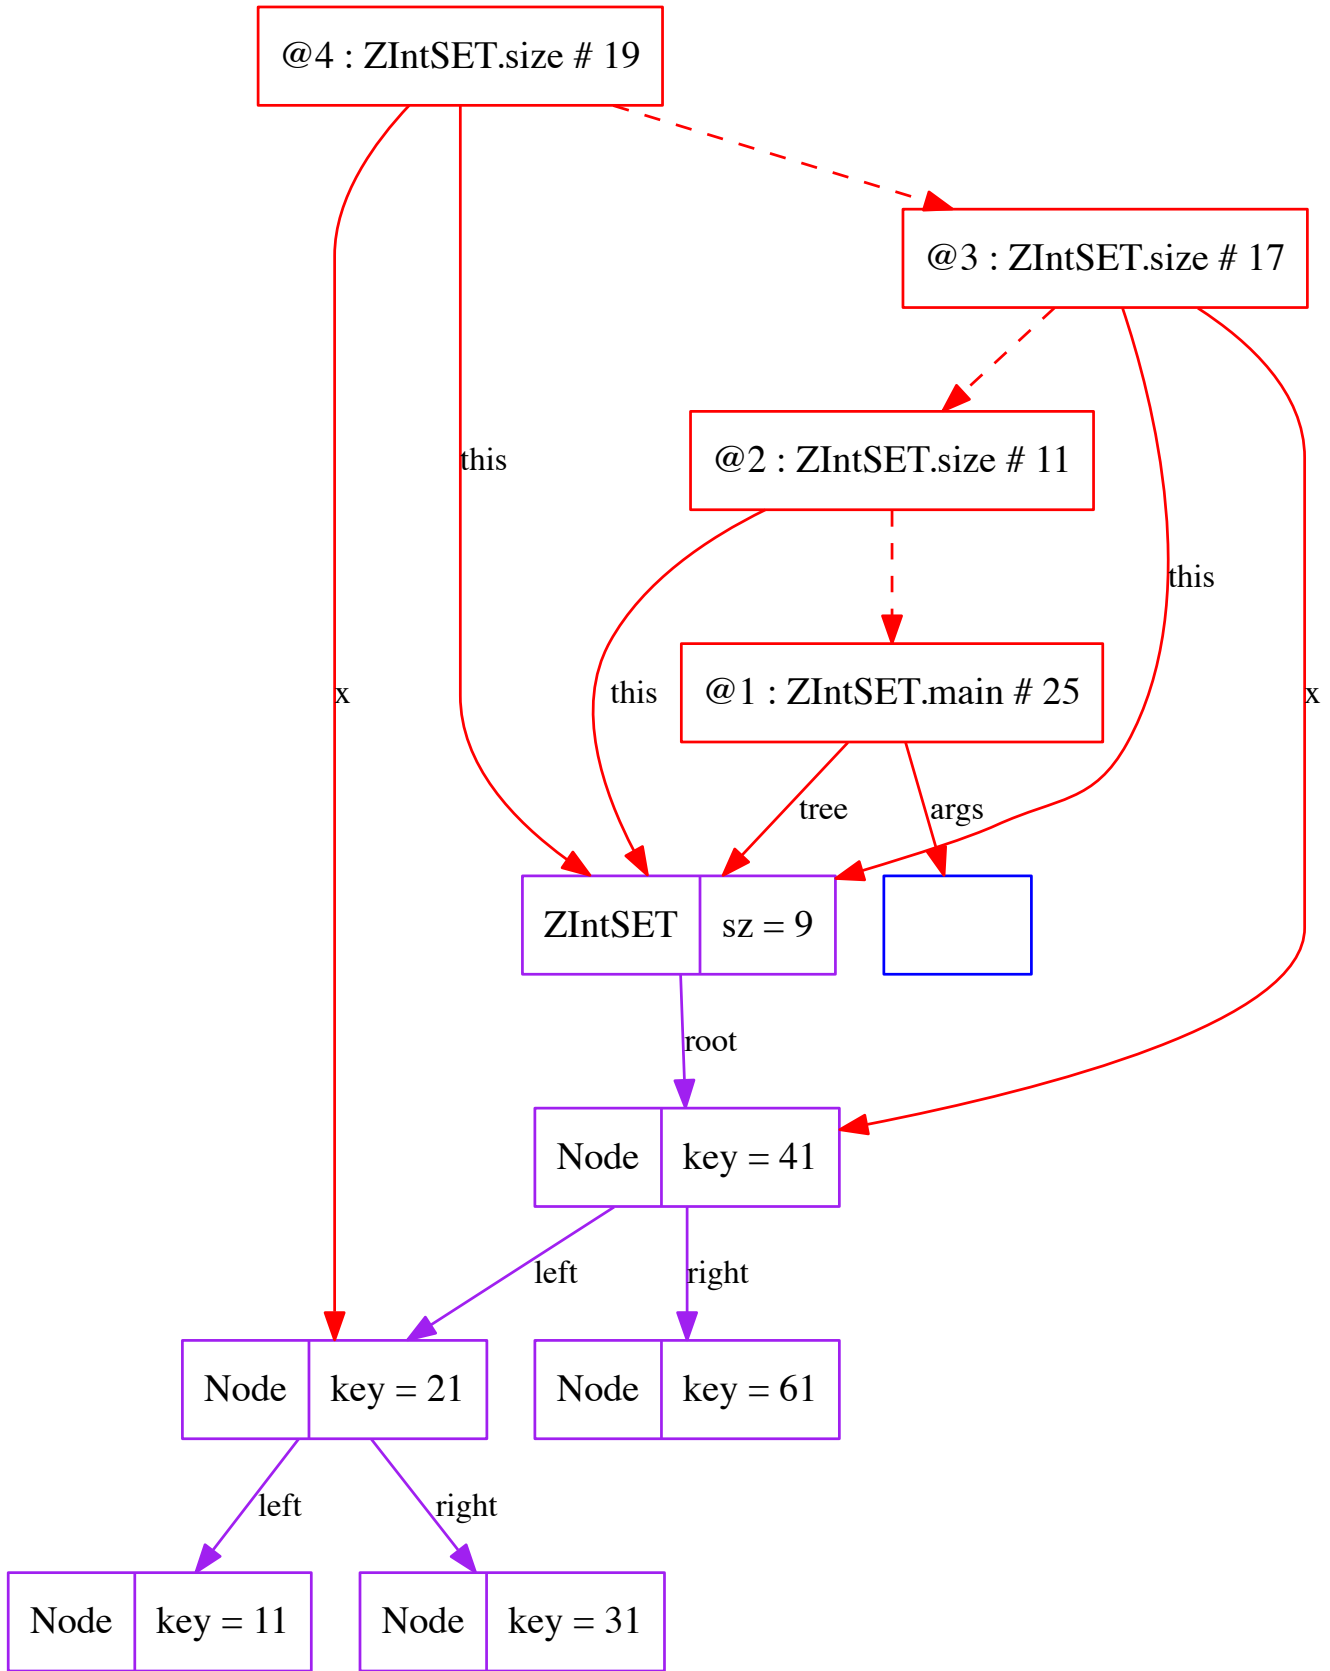 @4 : ZIntSET.size # 19
@3 : ZIntSET.size # 17
this
@2 : ZIntSET.size # 11
this
x
this
@1 : ZIntSET.main # 25
x
tree
args
ZIntSET
sz = 9
root
Node
key = 41
left
right
Node
key = 21
Node
key = 61
left
right
Node
key = 11
Node
key = 31